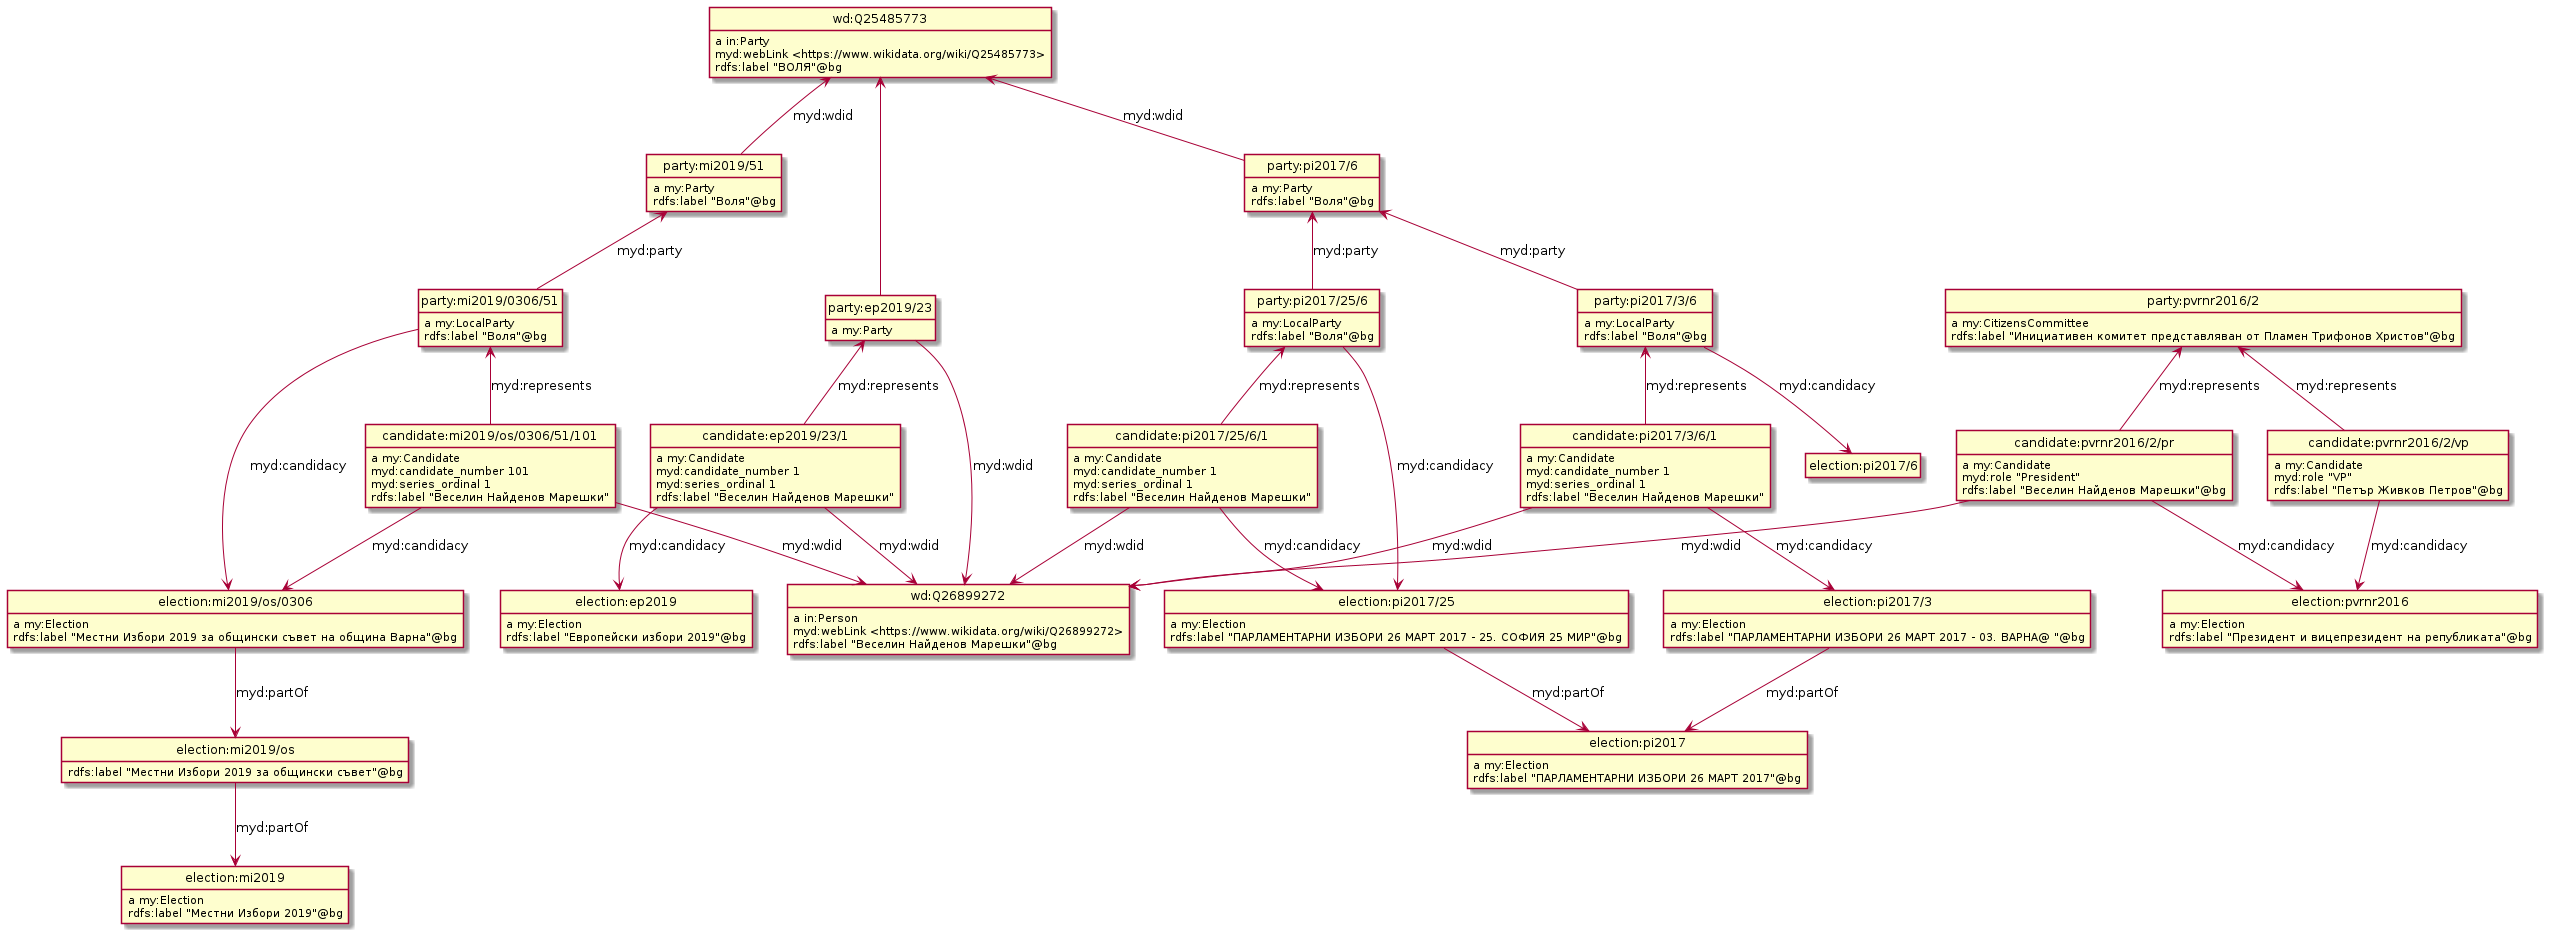 wd:Q25485773
a in:Party
myd:webLink <https://www.wikidata.org/wiki/Q25485773>
rdfs:label "ВОЛЯ"@bg
myd:wdid
myd:wdid
party:mi2019/51
a my:Party
rdfs:label "Воля"@bg
party:pi2017/6
a my:Party
rdfs:label "Воля"@bg
myd:party
myd:party
myd:party
party:mi2019/0306/51
a my:LocalParty
rdfs:label "Воля"@bg
party:ep2019/23
a my:Party
party:pi2017/25/6
a my:LocalParty
rdfs:label "Воля"@bg
party:pi2017/3/6
a my:LocalParty
rdfs:label "Воля"@bg
party:pvrnr2016/2
a my:CitizensCommittee
rdfs:label "Инициативен комитет представляван от Пламен Трифонов Христов"@bg
myd:represents
myd:represents
myd:represents
myd:represents
myd:candidacy
myd:represents
myd:represents
myd:candidacy
candidate:mi2019/os/0306/51/101
a my:Candidate
myd:candidate_number 101
myd:series_ordinal 1
rdfs:label "Веселин Найденов Марешки"
candidate:ep2019/23/1
a my:Candidate
myd:candidate_number 1
myd:series_ordinal 1
rdfs:label "Веселин Найденов Марешки"
myd:wdid
candidate:pi2017/25/6/1
a my:Candidate
myd:candidate_number 1
myd:series_ordinal 1
rdfs:label "Веселин Найденов Марешки"
myd:candidacy
candidate:pi2017/3/6/1
a my:Candidate
myd:candidate_number 1
myd:series_ordinal 1
rdfs:label "Веселин Найденов Марешки"
election:pi2017/6
candidate:pvrnr2016/2/pr
a my:Candidate
myd:role "President"
rdfs:label "Веселин Найденов Марешки"@bg
candidate:pvrnr2016/2/vp
a my:Candidate
myd:role "VP"
rdfs:label "Петър Живков Петров"@bg
myd:candidacy
myd:candidacy
myd:wdid
myd:wdid
myd:wdid
myd:candidacy
myd:wdid
myd:wdid
myd:candidacy
myd:candidacy
myd:candidacy
election:mi2019/os/0306
a my:Election
rdfs:label "Местни Избори 2019 за общински съвет на община Варна"@bg
election:ep2019
a my:Election
rdfs:label "Европейски избори 2019"@bg
wd:Q26899272
a in:Person
myd:webLink <https://www.wikidata.org/wiki/Q26899272>
rdfs:label "Веселин Найденов Марешки"@bg
election:pi2017/25
a my:Election
rdfs:label "ПАРЛАМЕНТАРНИ ИЗБОРИ 26 МАРТ 2017 - 25. СОФИЯ 25 МИР"@bg
election:pi2017/3
a my:Election
rdfs:label "ПАРЛАМЕНТАРНИ ИЗБОРИ 26 МАРТ 2017 - 03. ВАРНА@ "@bg
election:pvrnr2016
a my:Election
rdfs:label "Президент и вицепрезидент на републиката"@bg
myd:partOf
myd:partOf
myd:partOf
election:mi2019/os
rdfs:label "Местни Избори 2019 за общински съвет"@bg
election:pi2017
a my:Election
rdfs:label "ПАРЛАМЕНТАРНИ ИЗБОРИ 26 МАРТ 2017"@bg
myd:partOf
election:mi2019
a my:Election
rdfs:label "Местни Избори 2019"@bg